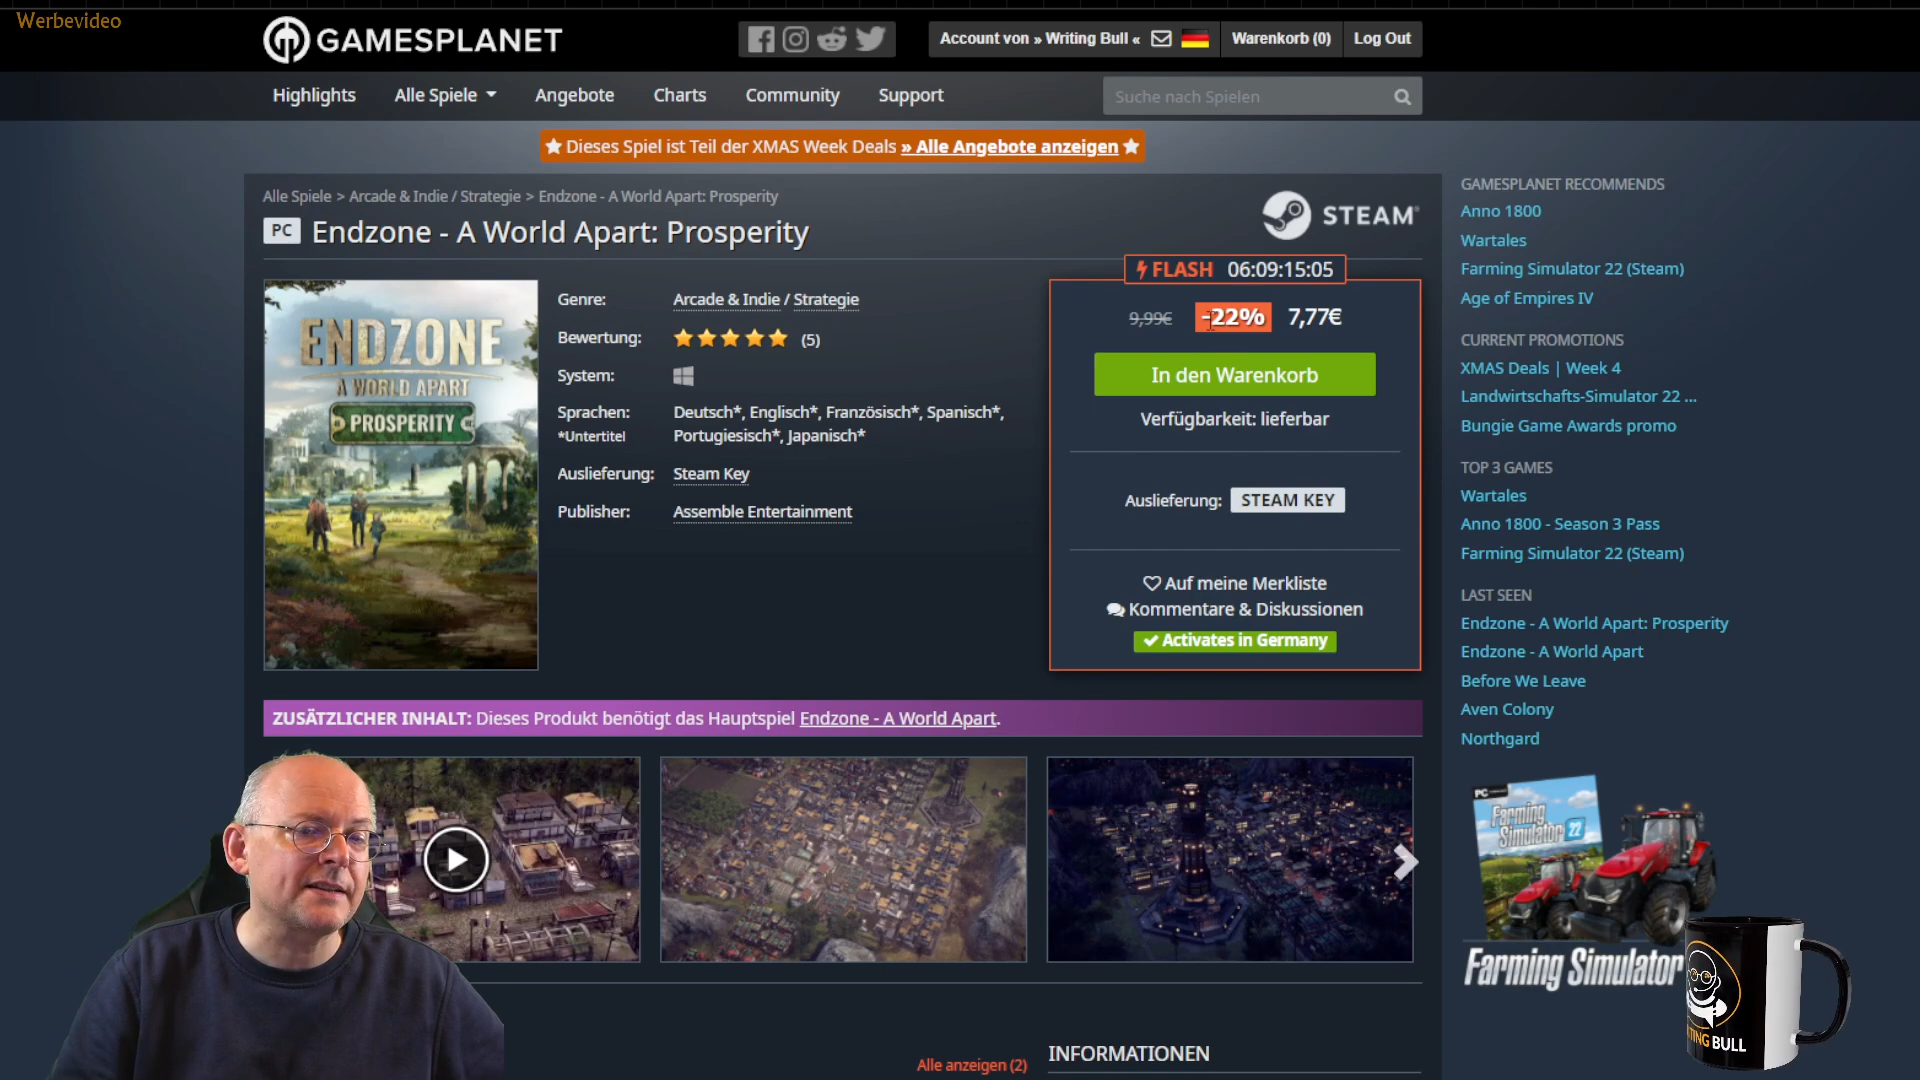 Werbevideo
GAMESPLANET
Account von » Writing Bull «
Warenkorb (0)
Log Out
Highlights
Alle Spiele
Angebote
Charts
Community
Support
Suche nach Spielen
Dieses Spiel ist Teil der XMAS Week Deals » Alle Angebote anzeigen
Alle Spiele > Arcade & Indie / Strategie > Endzone - A World Apart: Prosperity
PC Endzone - A World Apart: Prosperity
STEAM
ENDZONE
A WORLD APART
PROSPERITY
Genre: Arcade & Indie / Strategie
Bewertung: (5)
System:
Sprachen: Deutsch*, Englisch*, Französisch*, Spanisch*,
*Untertitel Portugiesisch*, Japanisch*
Auslieferung: Steam Key
Publisher: Assemble Entertainment
FLASH 06:09:15:05
9,99€ -22% 7,77€
In den Warenkorb
Verfügbarkeit: lieferbar
Auslieferung: STEAM KEY
Auf meine Merkliste
Kommentare & Diskussionen
Activates in Germany
ZUSÄTZLICHER INHALT: Dieses Produkt benötigt das Hauptspiel Endzone - A World Apart.
Alle anzeigen (2)
INFORMATIONEN
GAMESPLANET RECOMMENDS
Anno 1800
Wartales
Farming Simulator 22 (Steam)
Age of Empires IV
CURRENT PROMOTIONS
XMAS Deals | Week 4
Landwirtschafts-Simulator 22 ...
Bungie Game Awards promo
TOP 3 GAMES
Wartales
Anno 1800 - Season 3 Pass
Farming Simulator 22 (Steam)
LAST SEEN
Endzone - A World Apart: Prosperity
Endzone - A World Apart
Before We Leave
Aven Colony
Northgard
PC
Farming
Simulator 22
Farming Simulator
TING BULL